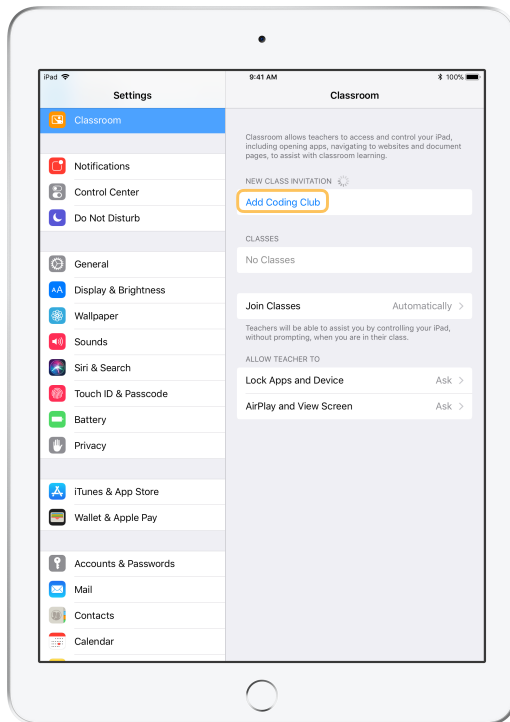 iPad 9:41 AM 100%
Settings
Classroom
Notifications
Control Center
Do Not Disturb
General
AA Display & Brightness
Wallpaper
Sounds
Siri & Search
Touch ID & Passcode
Battery
Privacy
iTunes & App Store
Wallet & Apple Pay
Accounts & Passwords
Mail
Contacts
Calendar
Classroom
Classroom allows teachers to access and control your iPad,
including opening apps, navigating to websites and document
pages, to assist with classroom learning.
NEW CLASS INVITATION
Add Coding Club
CLASSES
No Classes
Join Classes Automatically
Teachers will be able to assist you by controlling your iPad,
without prompting, when you are in their class.
ALLOW TEACHER TO
Lock Apps and Device Ask
AirPlay and View Screen Ask